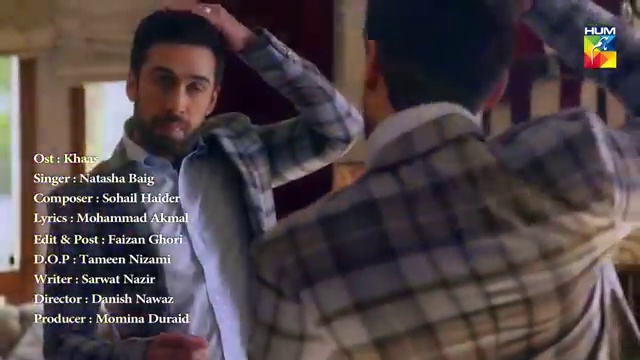 HUM
Ost : Khaas
Singer : Natasha Baig
Composer : Sohail Haider
Lyrics : Mohammad Akmal
Edit & Post : Faizan Ghori
D.O.P : Tameen Nizami
Writer : Sarwat Nazir
Director : Danish Nawaz
Producer : Momina Duraid